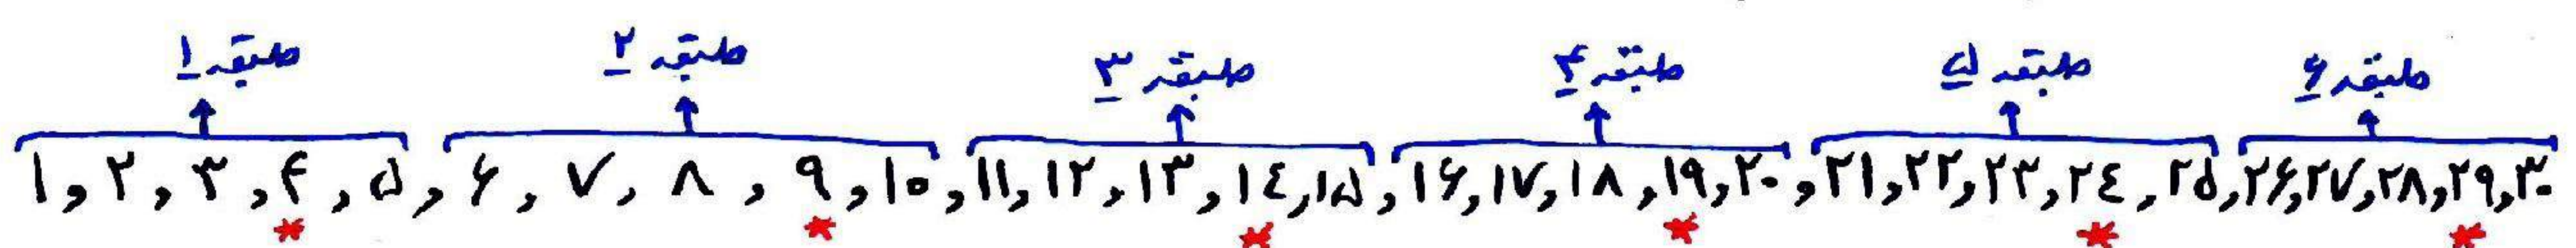 طبقه ۱ طبقه ۲ طبقه ۳ طبقه ۴ طبقه ۵ طبقه ۶
۱, ۲, ۳, ۴, ۵, ۶, ۷, ۸, ۹, ۱۰, ۱۱, ۱۲, ۱۳, ۱۴, ۱۵, ۱۶, ۱۷, ۱۸, ۱۹, ۲۰, ۲۱, ۲۲, ۲۳, ۲۴, ۲۵, ۲۶, ۲۷, ۲۸, ۲۹, ۳۰
* * * * * *